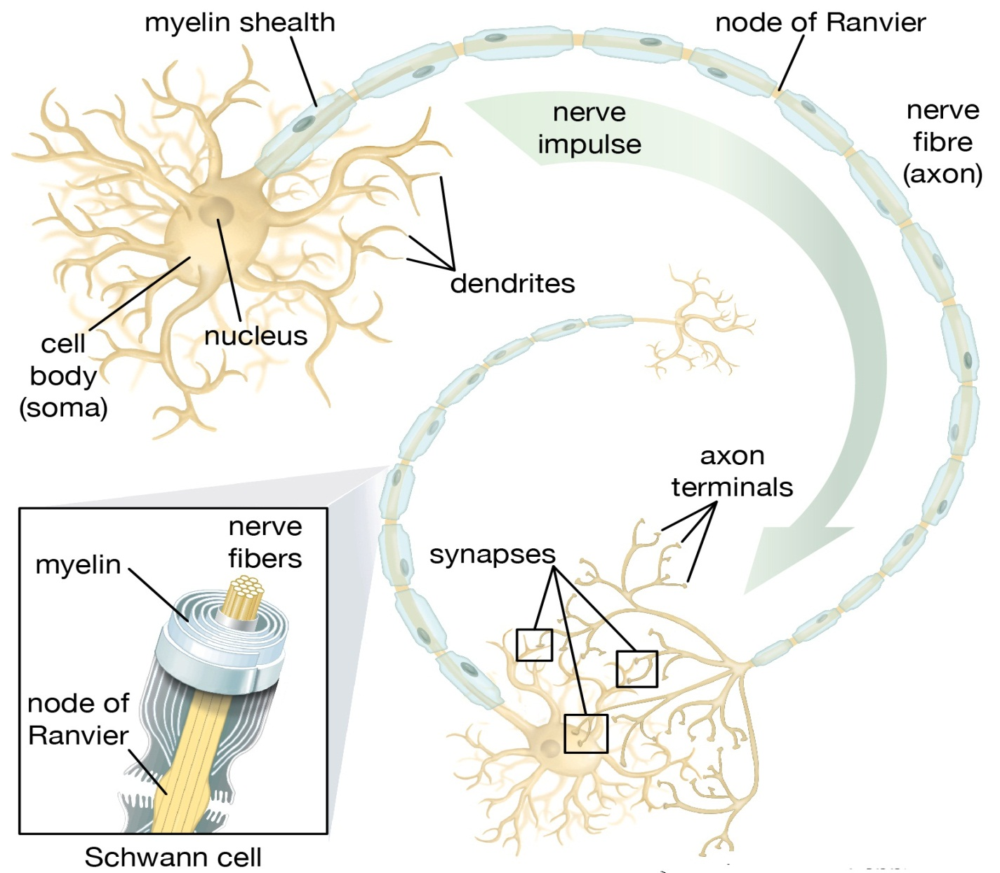 myelin shealth
node of Ranvier
nerve
impulse
nerve
fibre
(axon)
dendrites
nucleus
cell
body
(soma)
axon
terminals
synapses
nerve
fibers
myelin
node of
Ranvier
Schwann cell